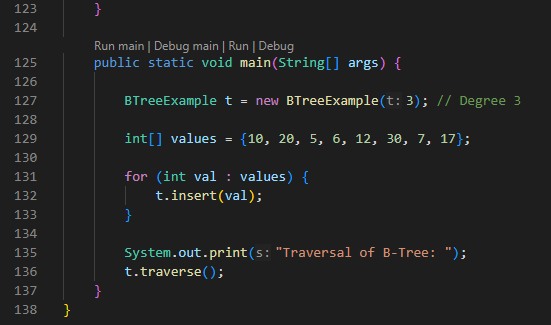 123 }
124
Run main | Debug main | Run | Debug
125 public static void main(String[] args) {
126
127 BTreeExample t = new BTreeExample(t: 3); // Degree 3
128
129 int[] values = {10, 20, 5, 6, 12, 30, 7, 17};
130
131 for (int val : values) {
132 t.insert(val);
133 }
134
135 System.out.print(s: "Traversal of B-Tree: ");
136 t.traverse();
137 }
138 }